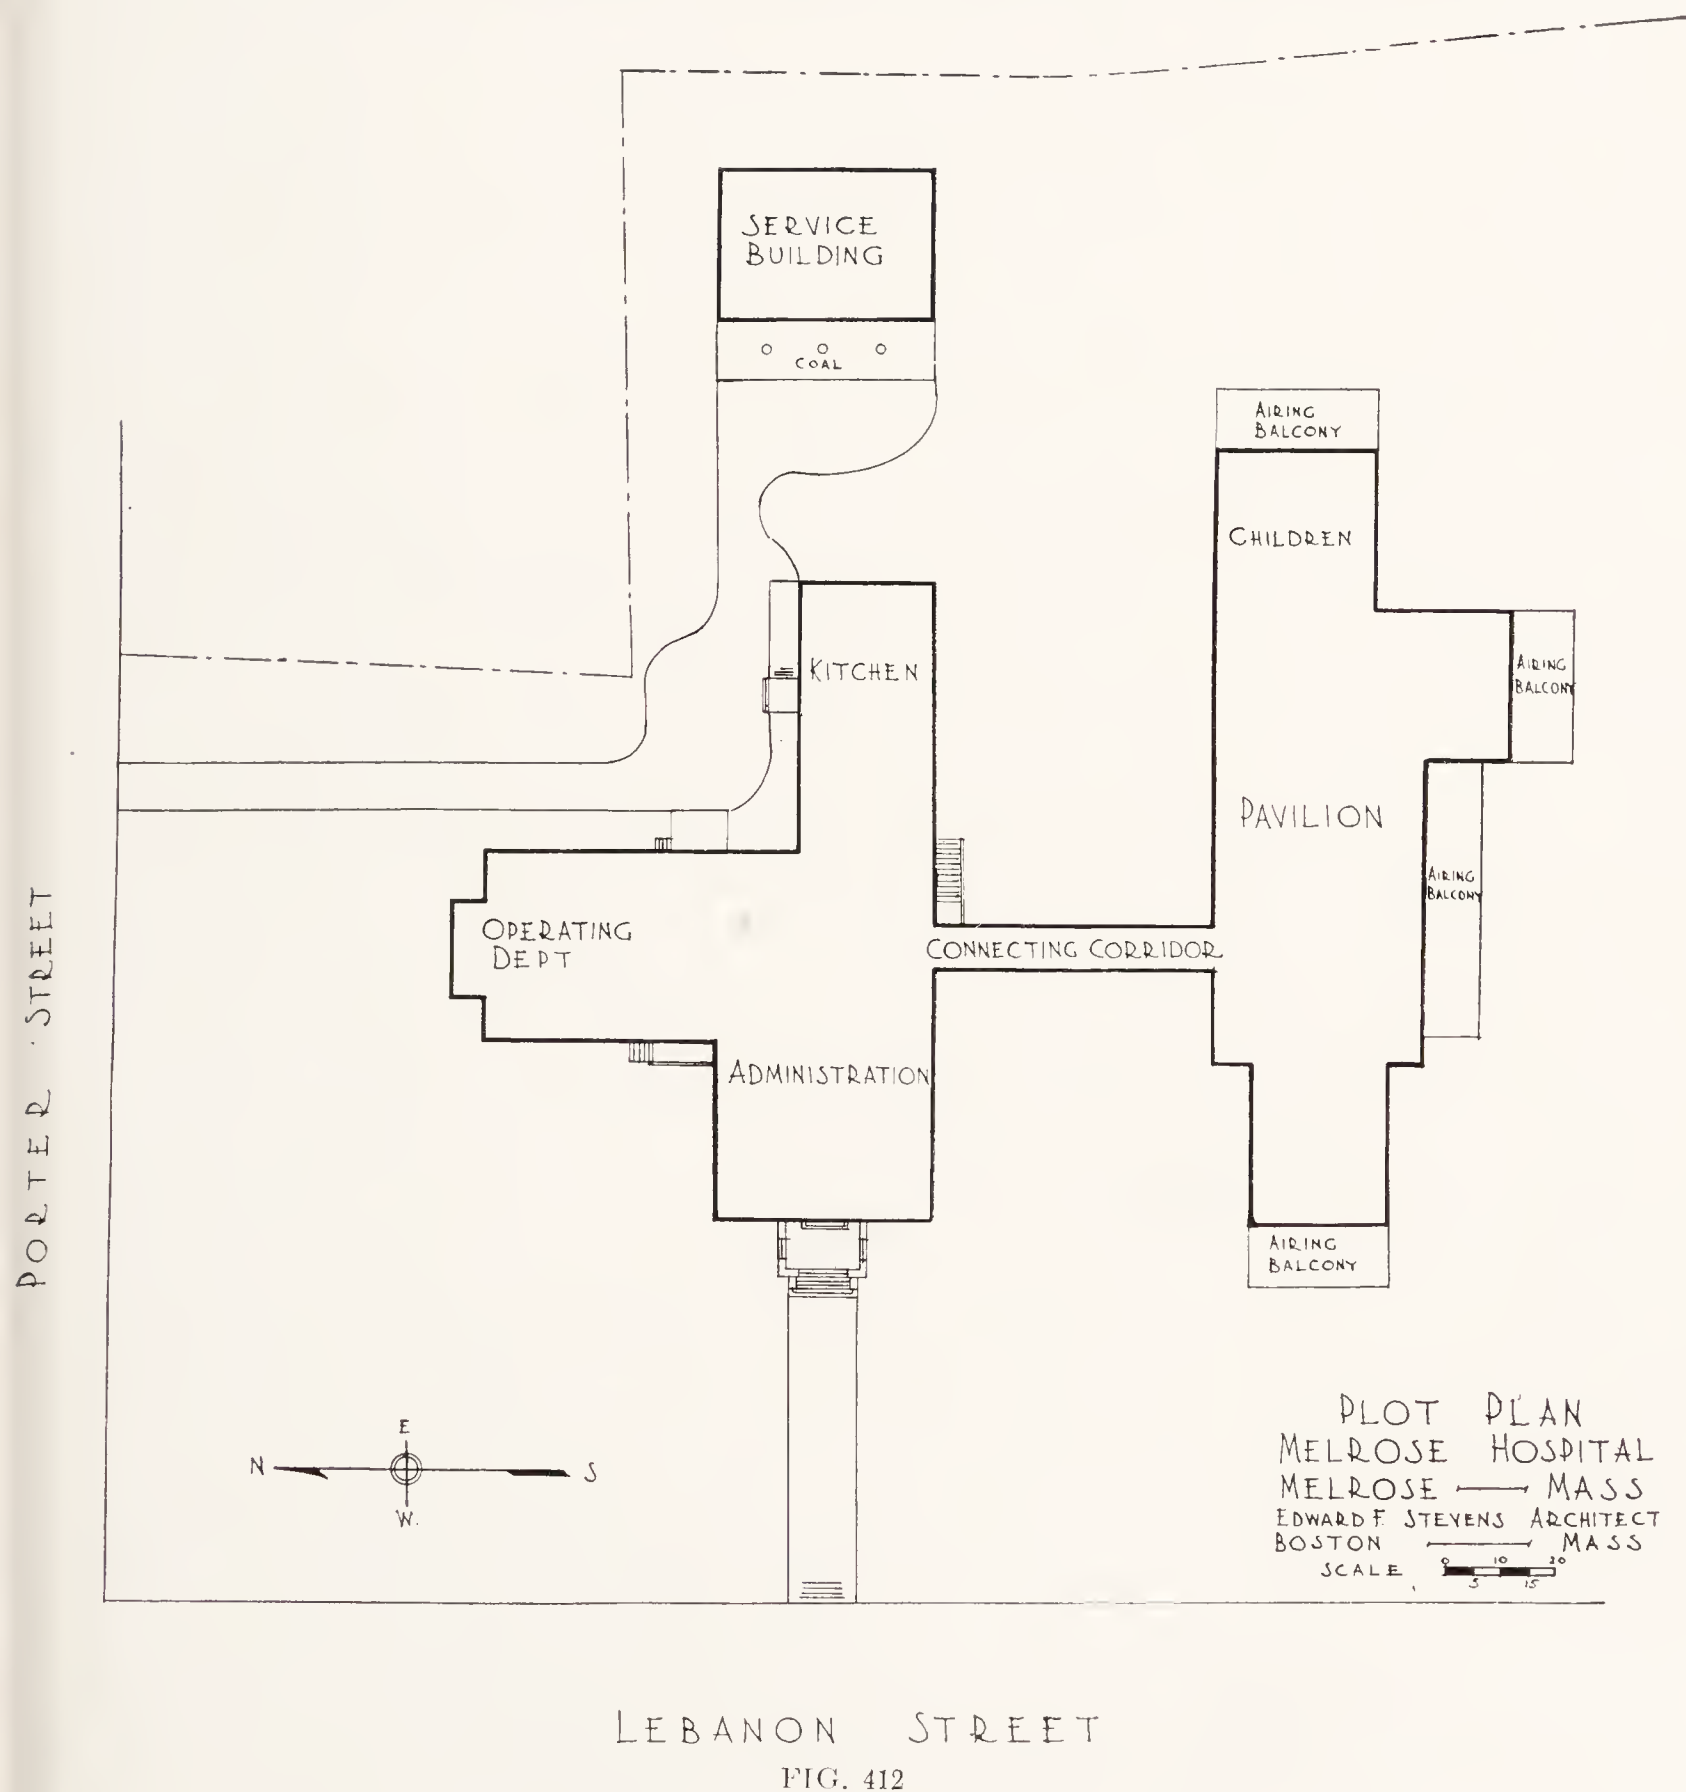 SERVICE
BUILDING
COAL
AIRING
BALCONY
CHILDREN
KITCHEN
AIRING
BALCONY
PAVILION
AIRING
BALCONY
OPERATING
DEPT
CONNECTING CORRIDOR
ADMINISTRATION
PORTER STREET
AIRING
BALCONY
E
N
S
W.
PLOT PLAN
MELROSE HOSPITAL
MELROSE — MASS
EDWARD F. STEVENS ARCHITECT
BOSTON — MASS
SCALE
0 10 20
5 15
LEBANON STREET
FIG. 412